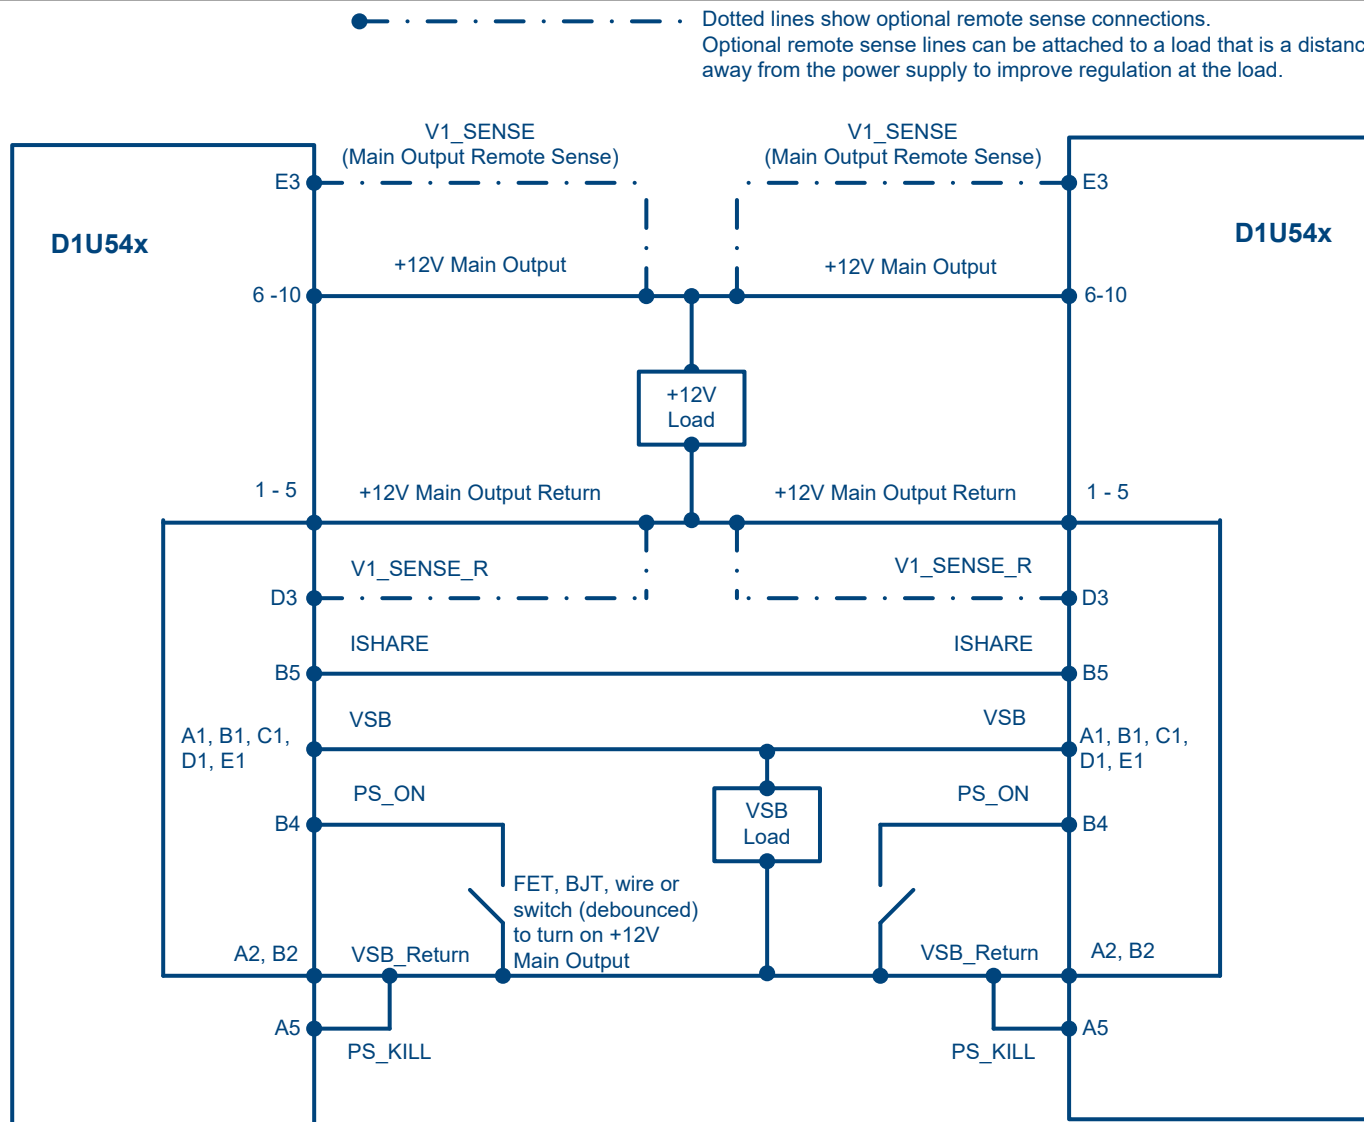 Dotted lines show optional remote sense connections.
Optional remote sense lines can be attached to a load that is a distanc
away from the power supply to improve regulation at the load.
V1_SENSE
(Main Output Remote Sense)
V1_SENSE
(Main Output Remote Sense)
E3
E3
D1U54x
D1U54x
+12V Main Output
+12V Main Output
6 -10
6-10
+12V
Load
1 - 5
+12V Main Output Return
+12V Main Output Return
1 - 5
V1_SENSE_R
V1_SENSE_R
D3
D3
ISHARE
ISHARE
B5
B5
VSB
VSB
A1, B1, C1,
D1, E1
A1, B1, C1,
D1, E1
PS_ON
PS_ON
B4
VSB
Load
B4
FET, BJT, wire or
switch (debounced)
to turn on +12V
Main Output
A2, B2
VSB_Return
VSB_Return
A2, B2
A5
A5
PS_KILL
PS_KILL